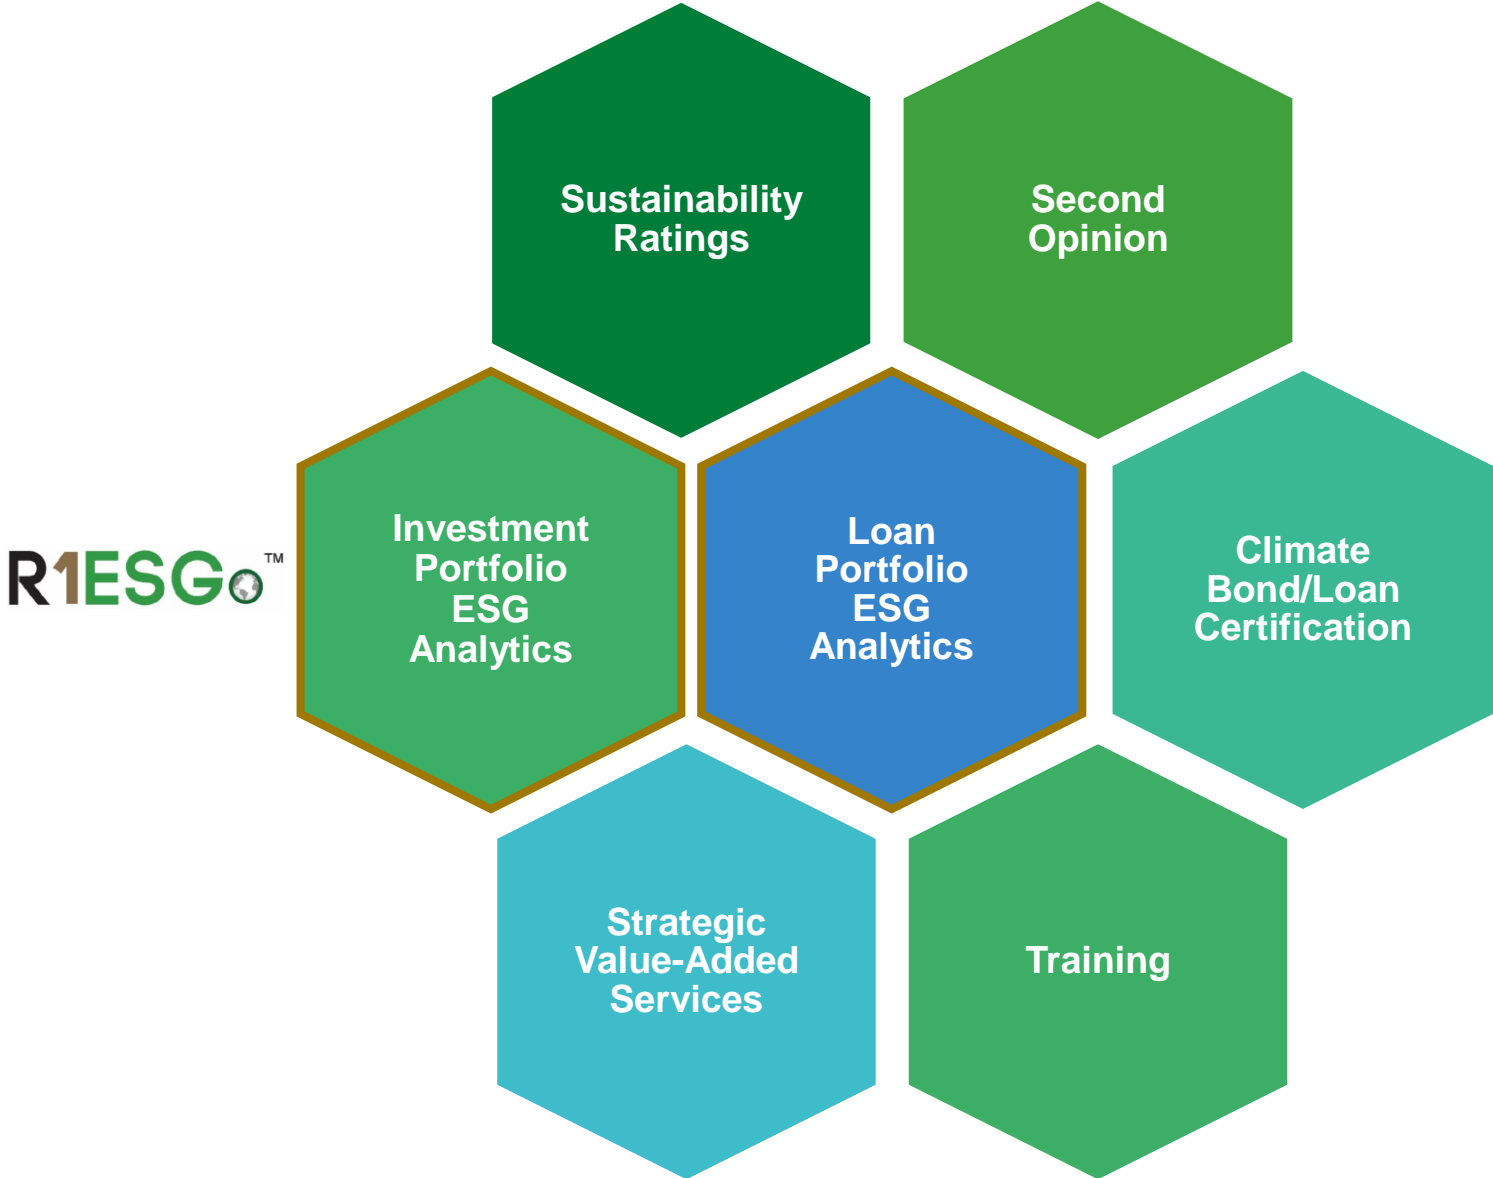 Sustainability
Ratings
Second
Opinion
R1ESGo™
Investment
Portfolio
ESG
Analytics
Loan
Portfolio
ESG
Analytics
Climate
Bond/Loan
Certification
Strategic
Value-Added
Services
Training